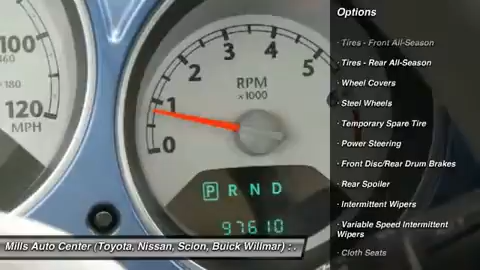 100
160
180
120
MPH
0
1
2
3
4
5
RPM
x1000
P R N D
97610
Mills Auto Center (Toyota, Nissan, Scion, Buick Willmar) : .
Options
· Tires - Front All-Season
· Tires - Rear All-Season
· Wheel Covers
· Steel Wheels
· Temporary Spare Tire
· Power Steering
· Front Disc/Rear Drum Brakes
· Rear Spoiler
· Intermittent Wipers
· Variable Speed Intermittent
Wipers
· Cloth Seats